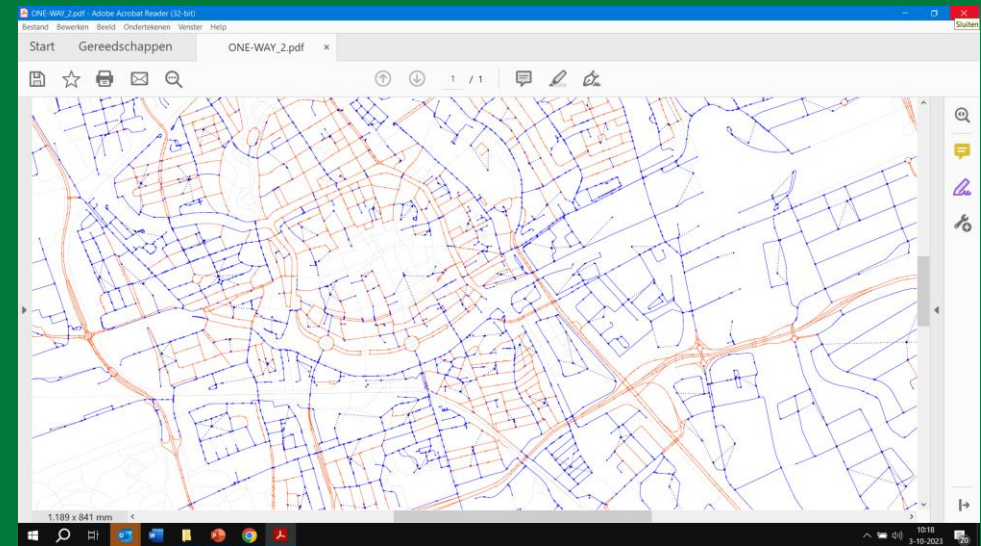 ONE-WAY_2.pdf - Adobe Acrobat Reader (32-bit)
Bestand Bewerken Beeld Ondertekenen Venster Help
Sluiten
Start Gereedschappen ONE-WAY_2.pdf ×
1 / 1
1.189 x 841 mm
10:18
3-10-2023
20